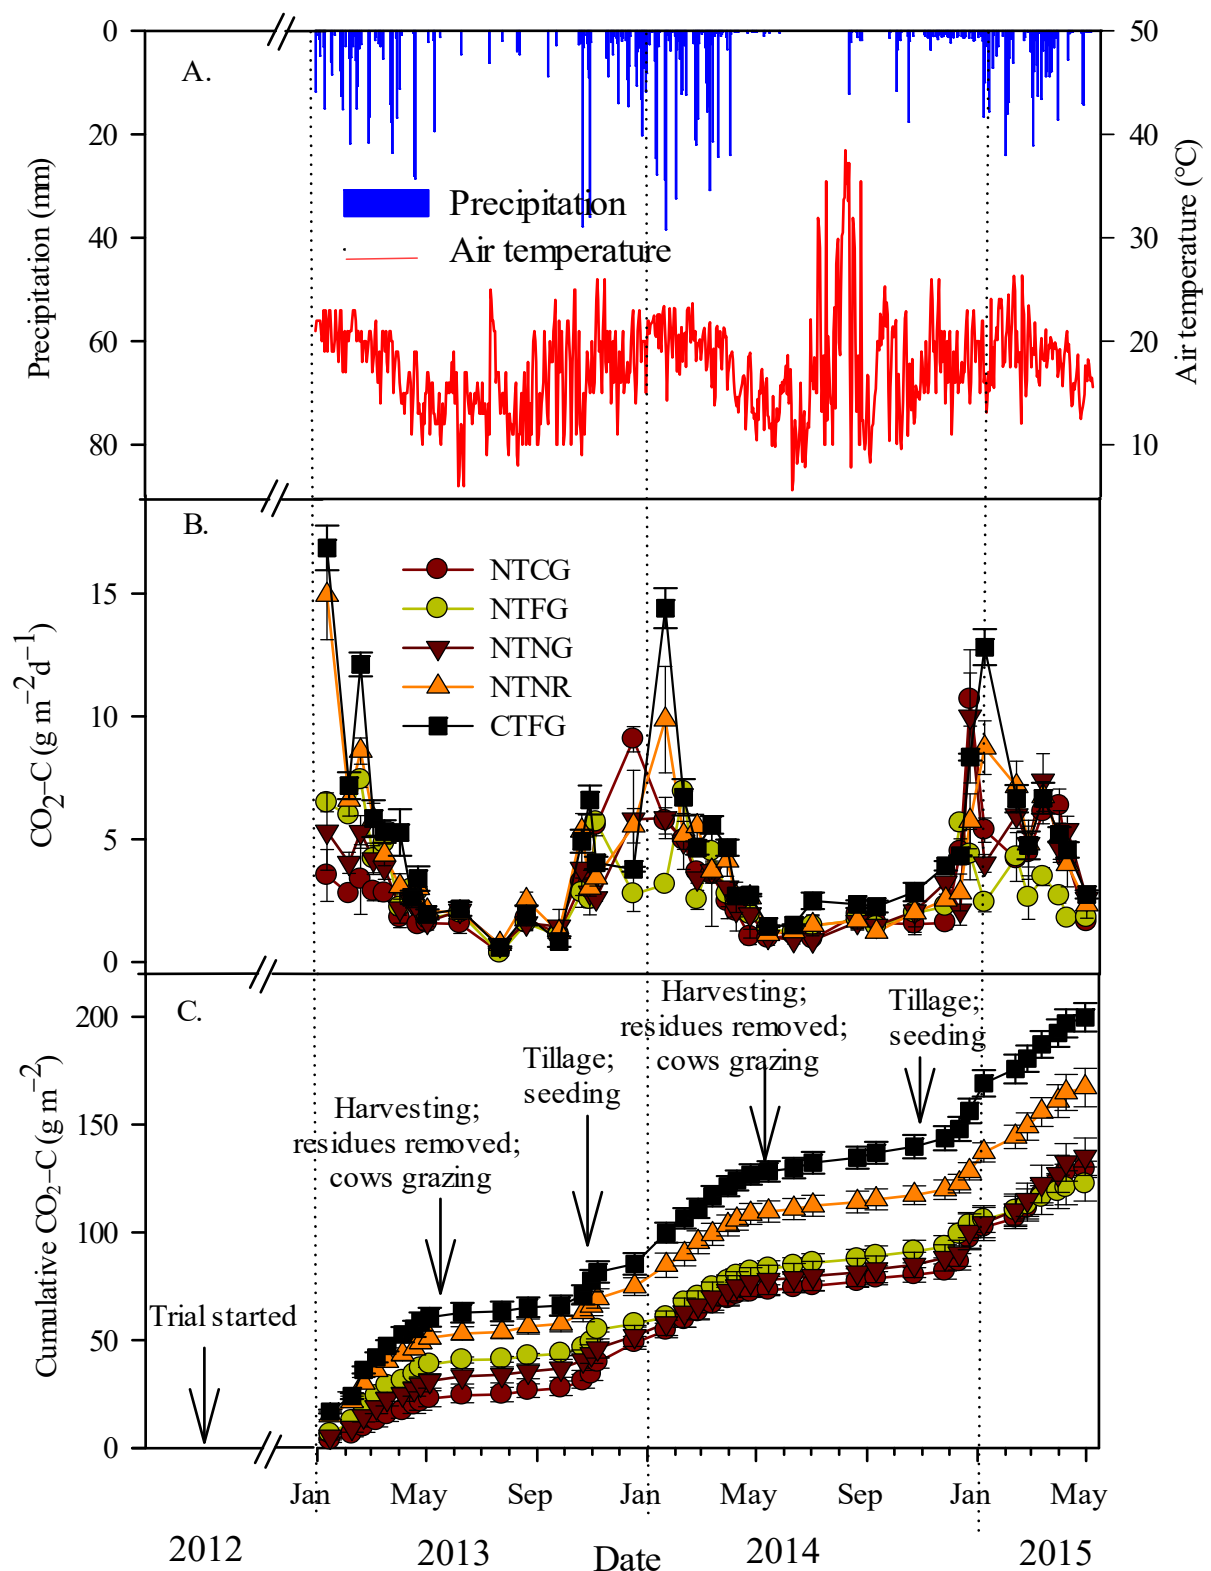 0
50
A.
20
40
Precipitation (mm)
Air temperature (°C)
Precipitation
40
30
Air temperature
60
20
80
10
B.
NTCG
15
NTFG
NTNG
NTNR
CO2–C (g m−2d−1)
10
CTFG
5
0
C.
200
Harvesting;
residues removed;
cows grazing
Tillage;
seeding
Tillage;
seeding
150
Harvesting;
residues removed;
cows grazing
Cumulative CO2–C (g m−2)
100
Trial started
50
0
Jan May Sep Jan May Sep Jan May
2012 2013 Date 2014 2015